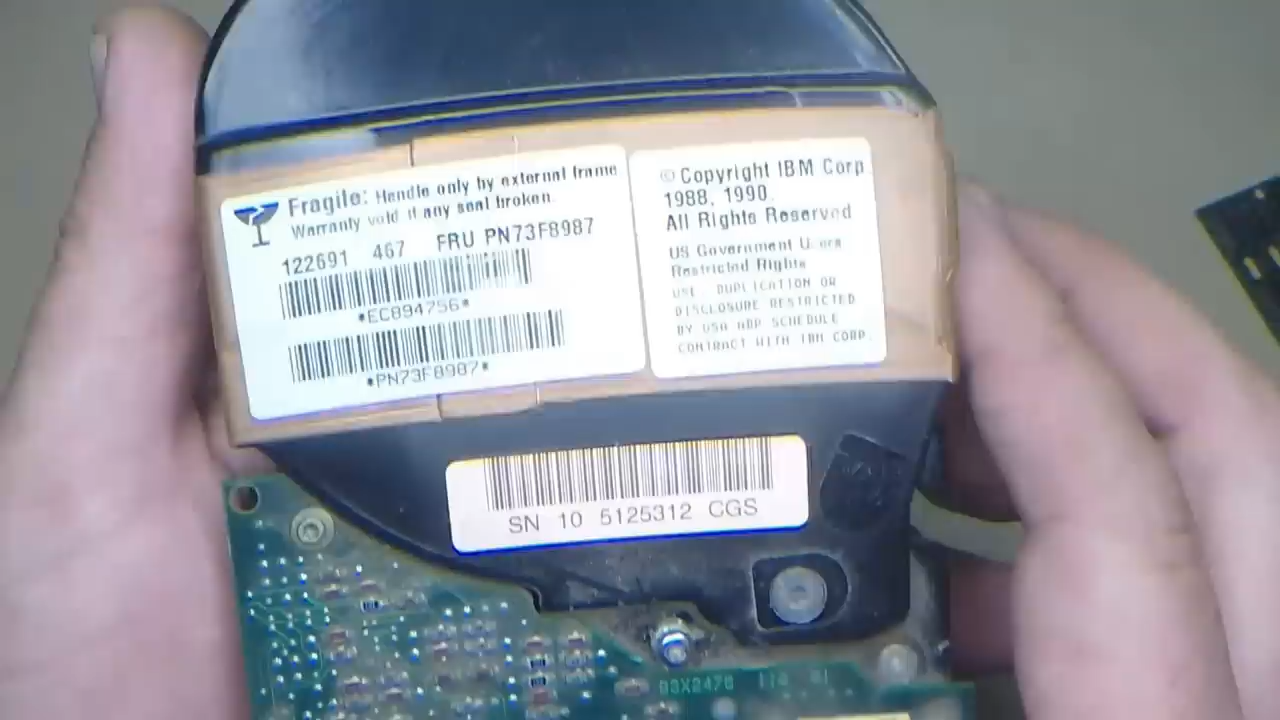 Fragile: Handle only by external frame
Warranty void if any seal broken.
122691 467 FRU PN73F8987
*EC894756*
*PN73F8987*
© Copyright IBM Corp.
1988, 1990.
All Rights Reserved
US Government Users
Restricted Rights
USE, DUPLICATION OR
DISCLOSURE RESTRICTED
BY GSA ADP SCHEDULE
CONTRACT WITH IBM CORP.
SN 10 5125312 CGS